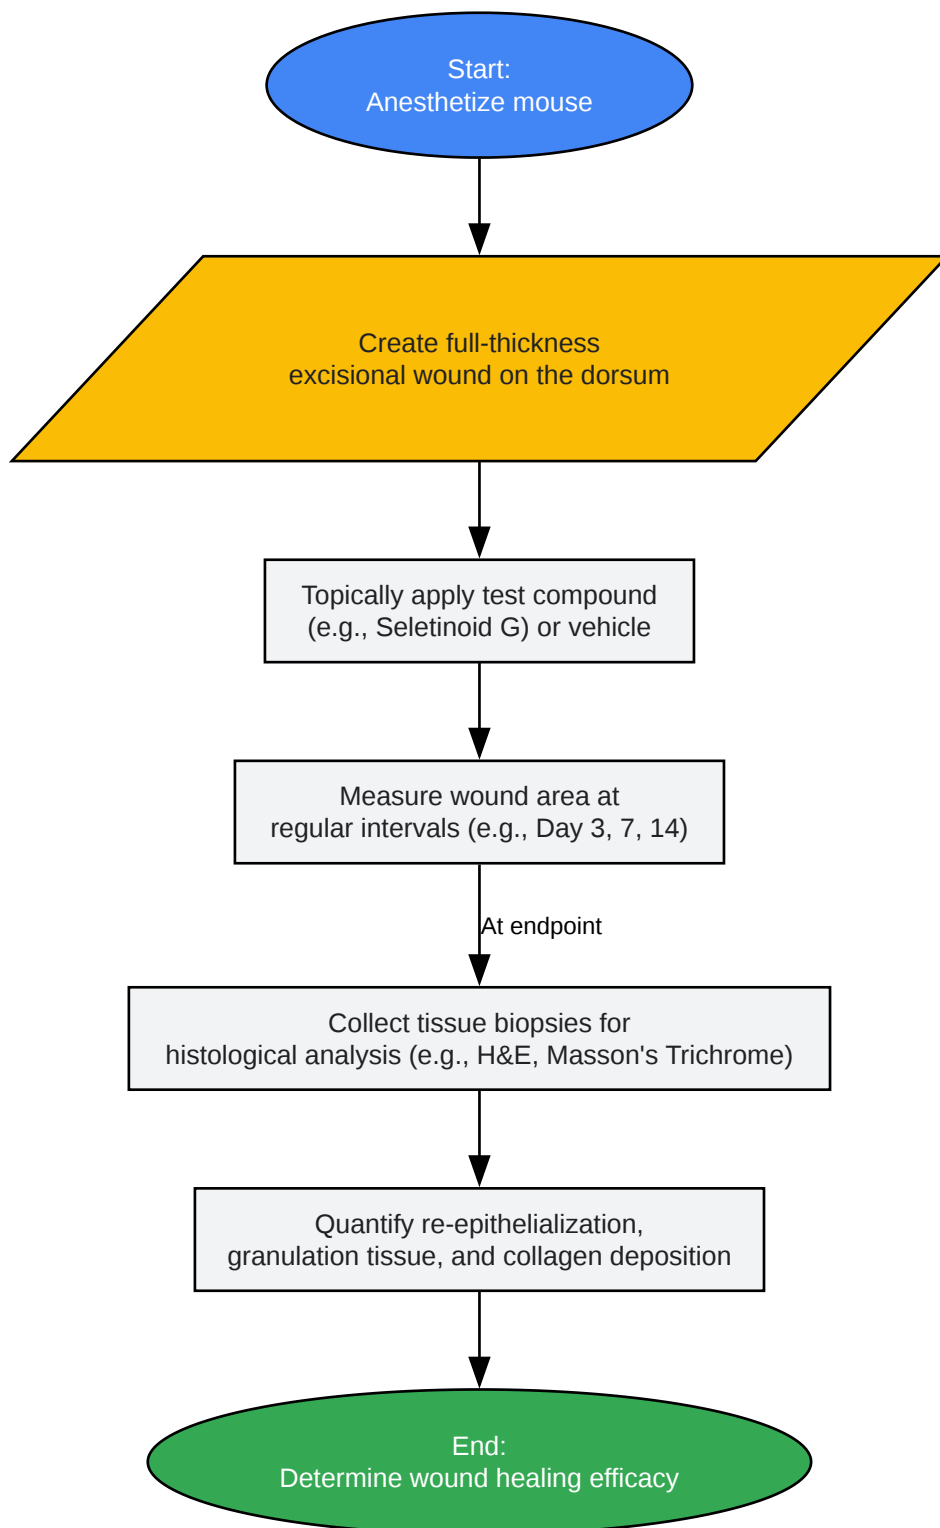 Start:
Anesthetize mouse
Create full-thickness
excisional wound on the dorsum
Topically apply test compound
(e.g., Seletinoid G) or vehicle
Measure wound area at
regular intervals (e.g., Day 3, 7, 14)
At endpoint
Collect tissue biopsies for
histological analysis (e.g., H&E, Masson's Trichrome)
Quantify re-epithelialization,
granulation tissue, and collagen deposition
End:
Determine wound healing efficacy